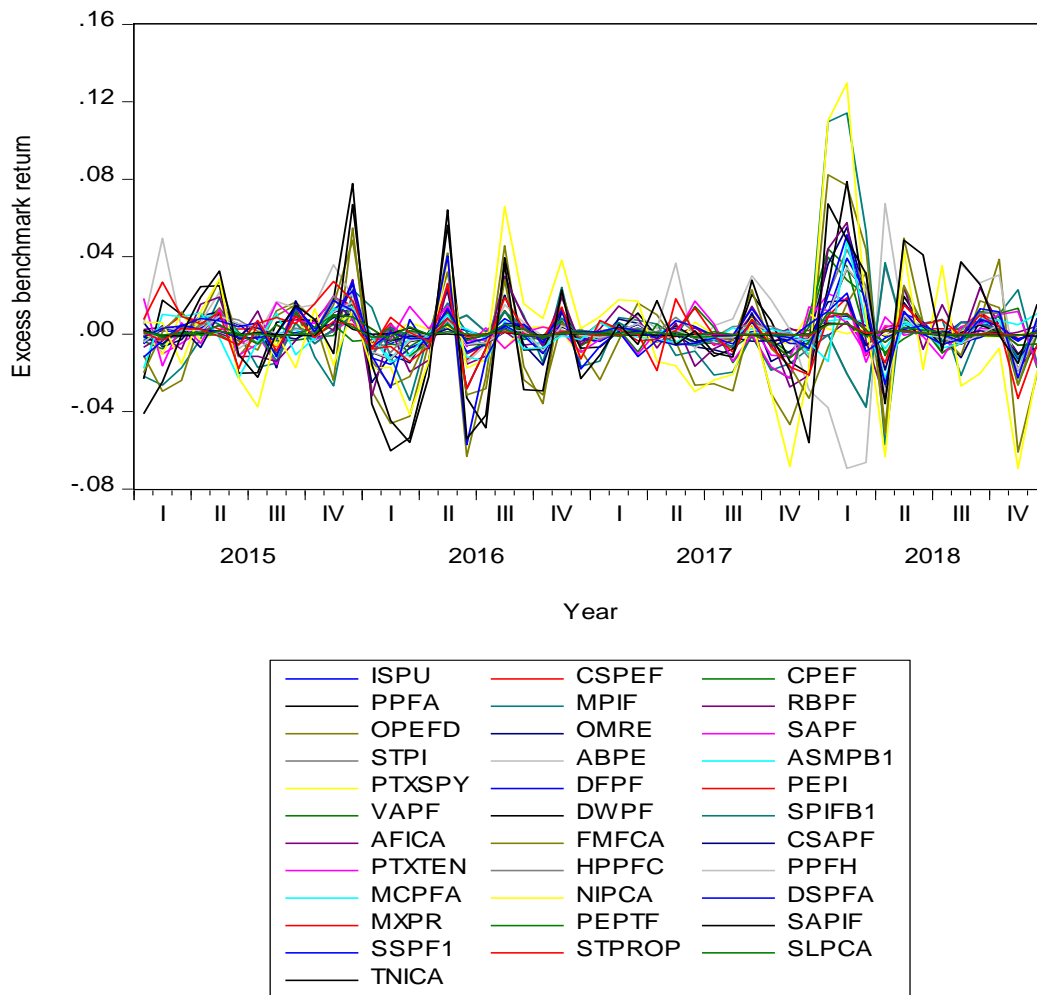 .16
.12
.08
.04
.00
-.04
-.08
Excess benchmark return
I II III IV I II III IV I II III IV I II III IV
2015 2016 2017 2018
Year
ISPU CSPEF CPEF
PPFA MPIF RBPF
OPEFD OMRE SAPF
STPI ABPE ASMPB1
PTXSPY DFPF PEPI
VAPF DWPF SPIFB1
AFICA FMFCA CSAPF
PTXTEN HPPFC PPFH
MCPFA NIPCA DSPFA
MXPR PEPTF SAPIF
SSPF1 STPROP SLPCA
TNICA